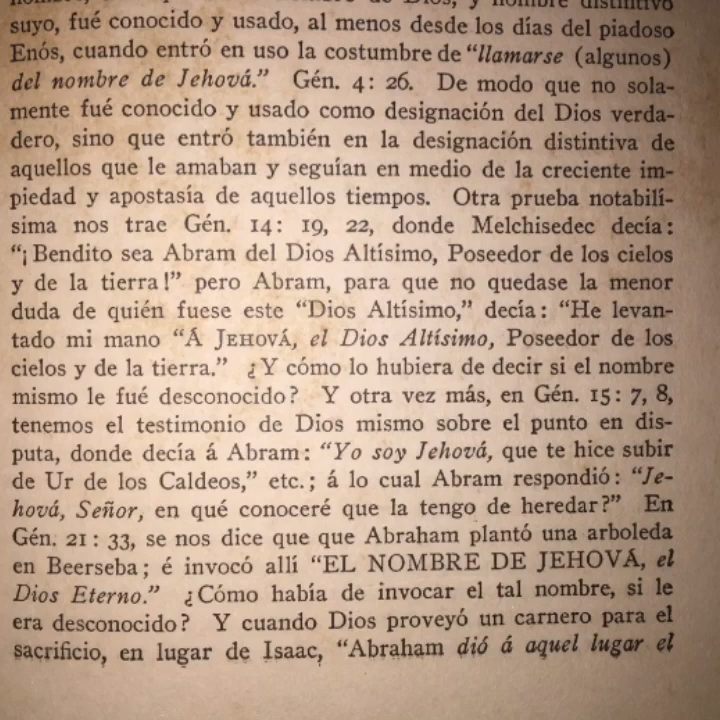 suyo, fué conocido y usado, al menos desde los días del piadoso
Enós, cuando entró en uso la costumbre de “llamarse (algunos)
del nombre de Jehová.” Gén. 4: 26. De modo que no sola-
mente fué conocido y usado como designación del Dios verda-
dero, sino que entró también en la designación distintiva de
aquellos que le amaban y seguían en medio de la creciente im-
piedad y apostasía de aquellos tiempos. Otra prueba notabilí-
sima nos trae Gén. 14: 19, 22, donde Melchisedec decía:
“¡Bendito sea Abram del Dios Altísimo, Poseedor de los cielos
y de la tierra!” pero Abram, para que no quedase la menor
duda de quién fuese este “Dios Altísimo,” decía: “He levan-
tado mi mano “Á JEHOVÁ, el Dios Altísimo, Poseedor de los
cielos y de la tierra.” ¿Y cómo lo hubiera de decir si el nombre
mismo le fué desconocido? Y otra vez más, en Gén. 15: 7, 8,
tenemos el testimonio de Dios mismo sobre el punto en dis-
puta, donde decía á Abram: “Yo soy Jehová, que te hice subir
de Ur de los Caldeos,” etc.; á lo cual Abram respondió: “Je-
hová, Señor, en qué conoceré que la tengo de heredar?” En
Gén. 21: 33, se nos dice que que Abraham plantó una arboleda
en Beerseba; é invocó allí “EL NOMBRE DE JEHOVÁ, el
Dios Eterno.” ¿Cómo había de invocar el tal nombre, si le
era desconocido? Y cuando Dios proveyó un carnero para el
sacrificio, en lugar de Isaac, “Abraham dió á aquel lugar el